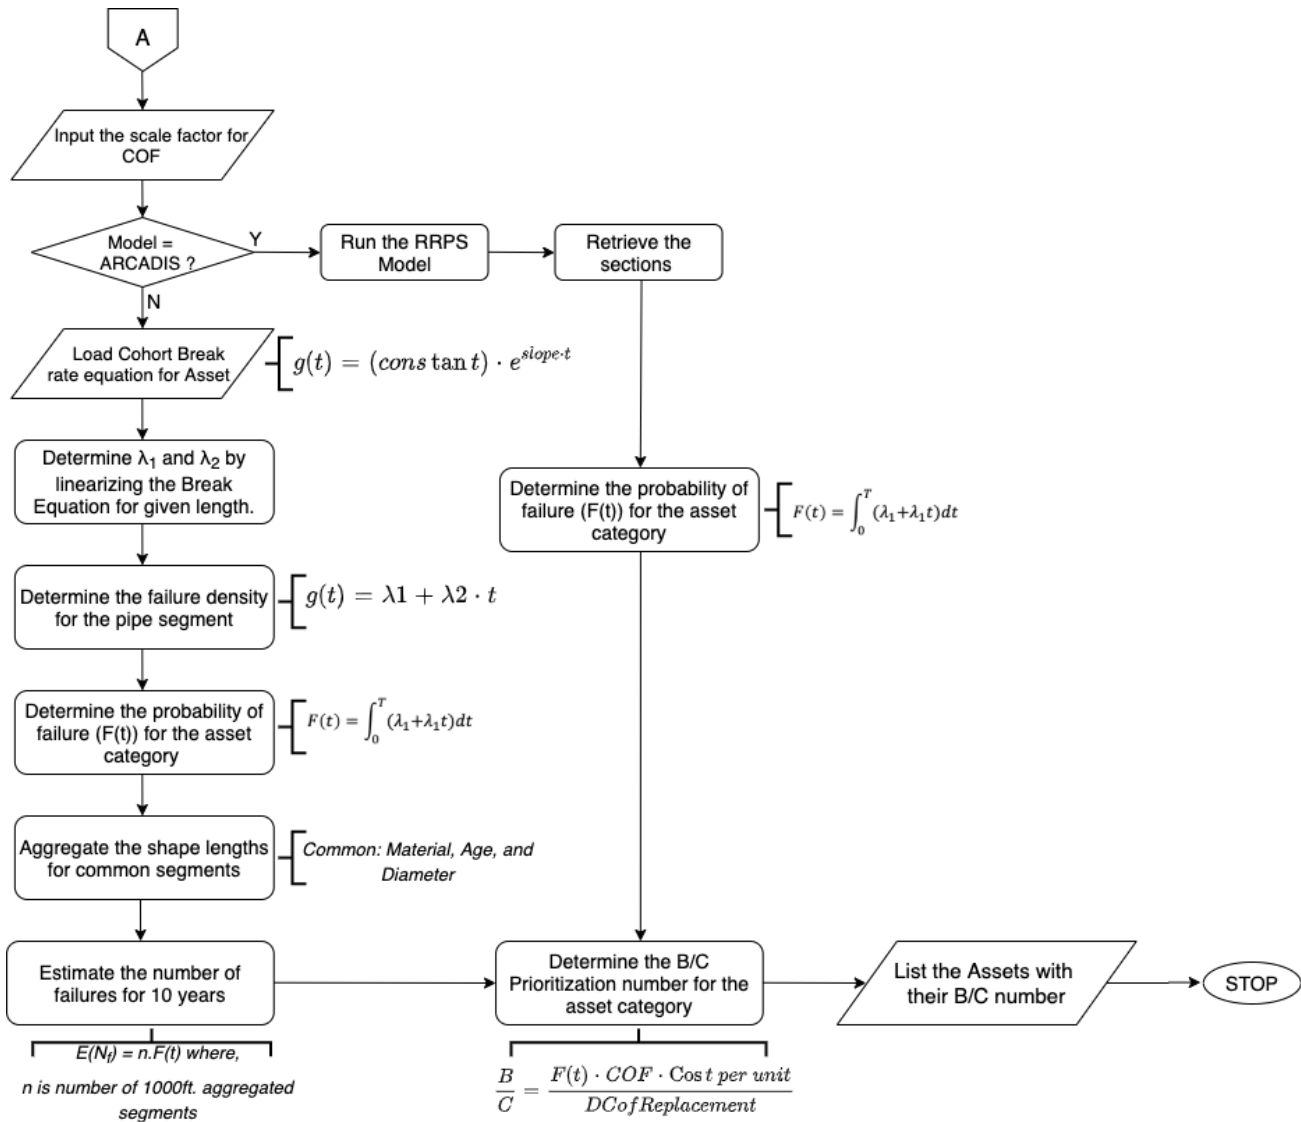 A
Input the scale factor for
COF
Model =
ARCADIS ?
Y
N
Run the RRPS
Model
Retrieve the
sections
Load Cohort Break
rate equation for Asset
g(t) = (cons tan t) · e^{slope·t}
Determine λ₁ and λ₂ by
linearizing the Break
Equation for given length.
Determine the probability of
failure (F(t)) for the asset
category
F(t) = ∫₀ᵀ (λ₁+λ₁t)dt
Determine the failure density
for the pipe segment
g(t) = λ1 + λ2 · t
Determine the probability of
failure (F(t)) for the asset
category
F(t) = ∫₀ᵀ (λ₁+λ₁t)dt
Aggregate the shape lengths
for common segments
Common: Material, Age, and
Diameter
Estimate the number of
failures for 10 years
E(N_f) = n.F(t) where,
n is number of 1000ft. aggregated
segments
Determine the B/C
Prioritization number for the
asset category
B/C = F(t) · COF · Cost per unit / DCofReplacement
List the Assets with
their B/C number
STOP